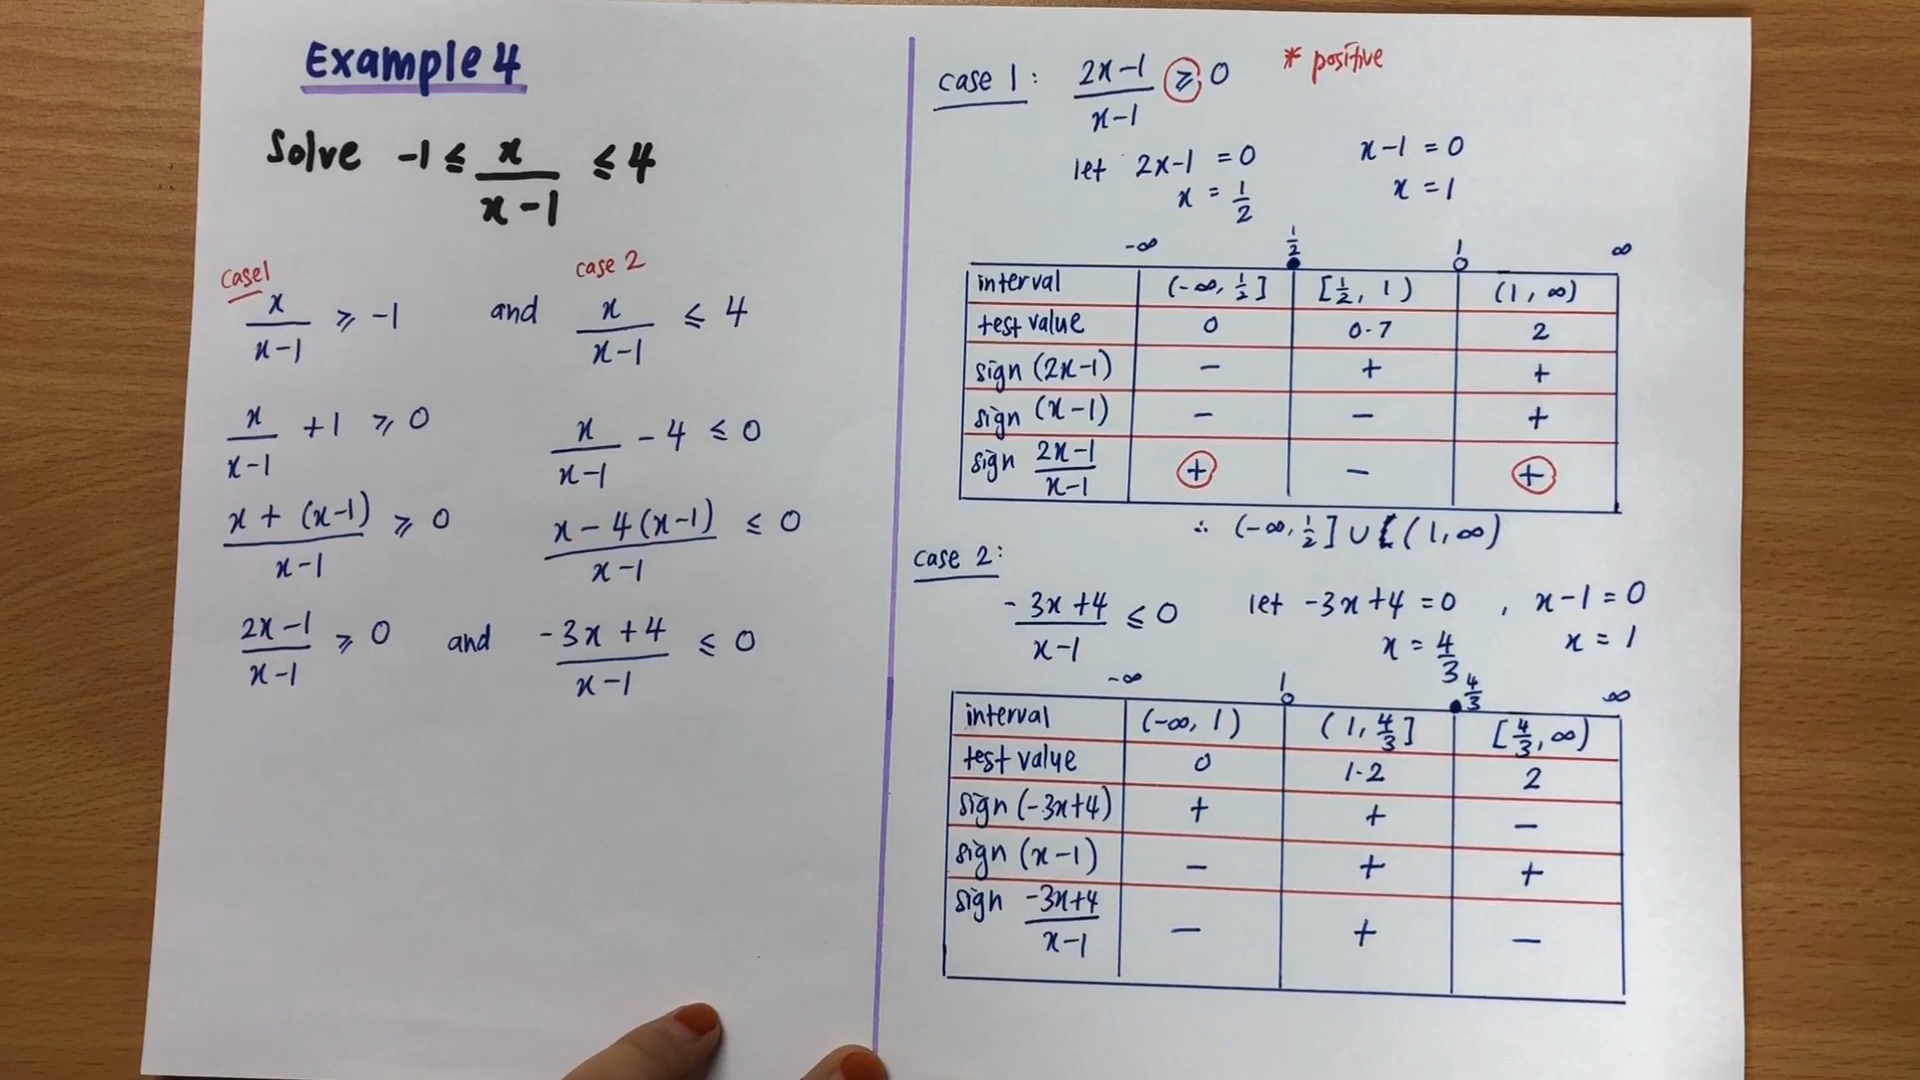 Example 4
Solve -1 ≤ x/(x-1) ≤ 4
case 1 case 2
x/(x-1) ⩾ -1 and x/(x-1) ≤ 4
x/(x-1) +1 ⩾ 0 x/(x-1) - 4 ≤ 0
(x + (x-1))/(x-1) ⩾ 0 (x - 4(x-1))/(x-1) ≤ 0
(2x-1)/(x-1) ⩾ 0 and (-3x+4)/(x-1) ≤ 0
case 1: (2x-1)/(x-1) ⩾ 0 * positive
let 2x-1 = 0 x-1 = 0
x = 1/2 x = 1
-∞ 1/2 1 ∞
interval (-∞, 1/2] [1/2, 1) (1, ∞)
test value 0 0.7 2
sign (2x-1) - + +
sign (x-1) - - +
sign (2x-1)/(x-1) + - +
∴ (-∞, 1/2] ∪ (1, ∞)
case 2:
(-3x+4)/(x-1) ≤ 0 let -3x+4 = 0 , x-1 = 0
x = 4/3 x = 1
-∞ 1 4/3 ∞
interval (-∞, 1) (1, 4/3] [4/3, ∞)
test value 0 1.2 2
sign (-3x+4) + + -
sign (x-1) - + +
sign (-3x+4)/(x-1) - + -